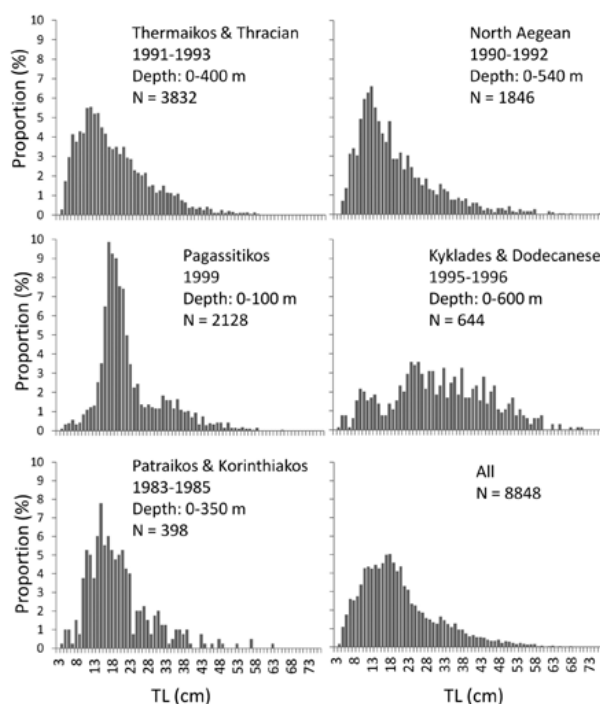 Thermaikos & Thracian
1991-1993
Depth: 0-400 m
N = 3832
Proportion (%)
10
9
8
7
6
5
4
3
2
1
0
North Aegean
1990-1992
Depth: 0-540 m
N = 1846
Pagassitikos
1999
Depth: 0-100 m
N = 2128
Proportion (%)
10
9
8
7
6
5
4
3
2
1
0
Kyklades & Dodecanese
1995-1996
Depth: 0-600 m
N = 644
Patraikos & Korinthiakos
1983-1985
Depth: 0-350 m
N = 398
Proportion (%)
10
9
8
7
6
5
4
3
2
1
0
3 8 13 18 23 28 33 38 43 48 53 58 63 68 73
TL (cm)
All
N = 8848
3 8 13 18 23 28 33 38 43 48 53 58 63 68 73
TL (cm)